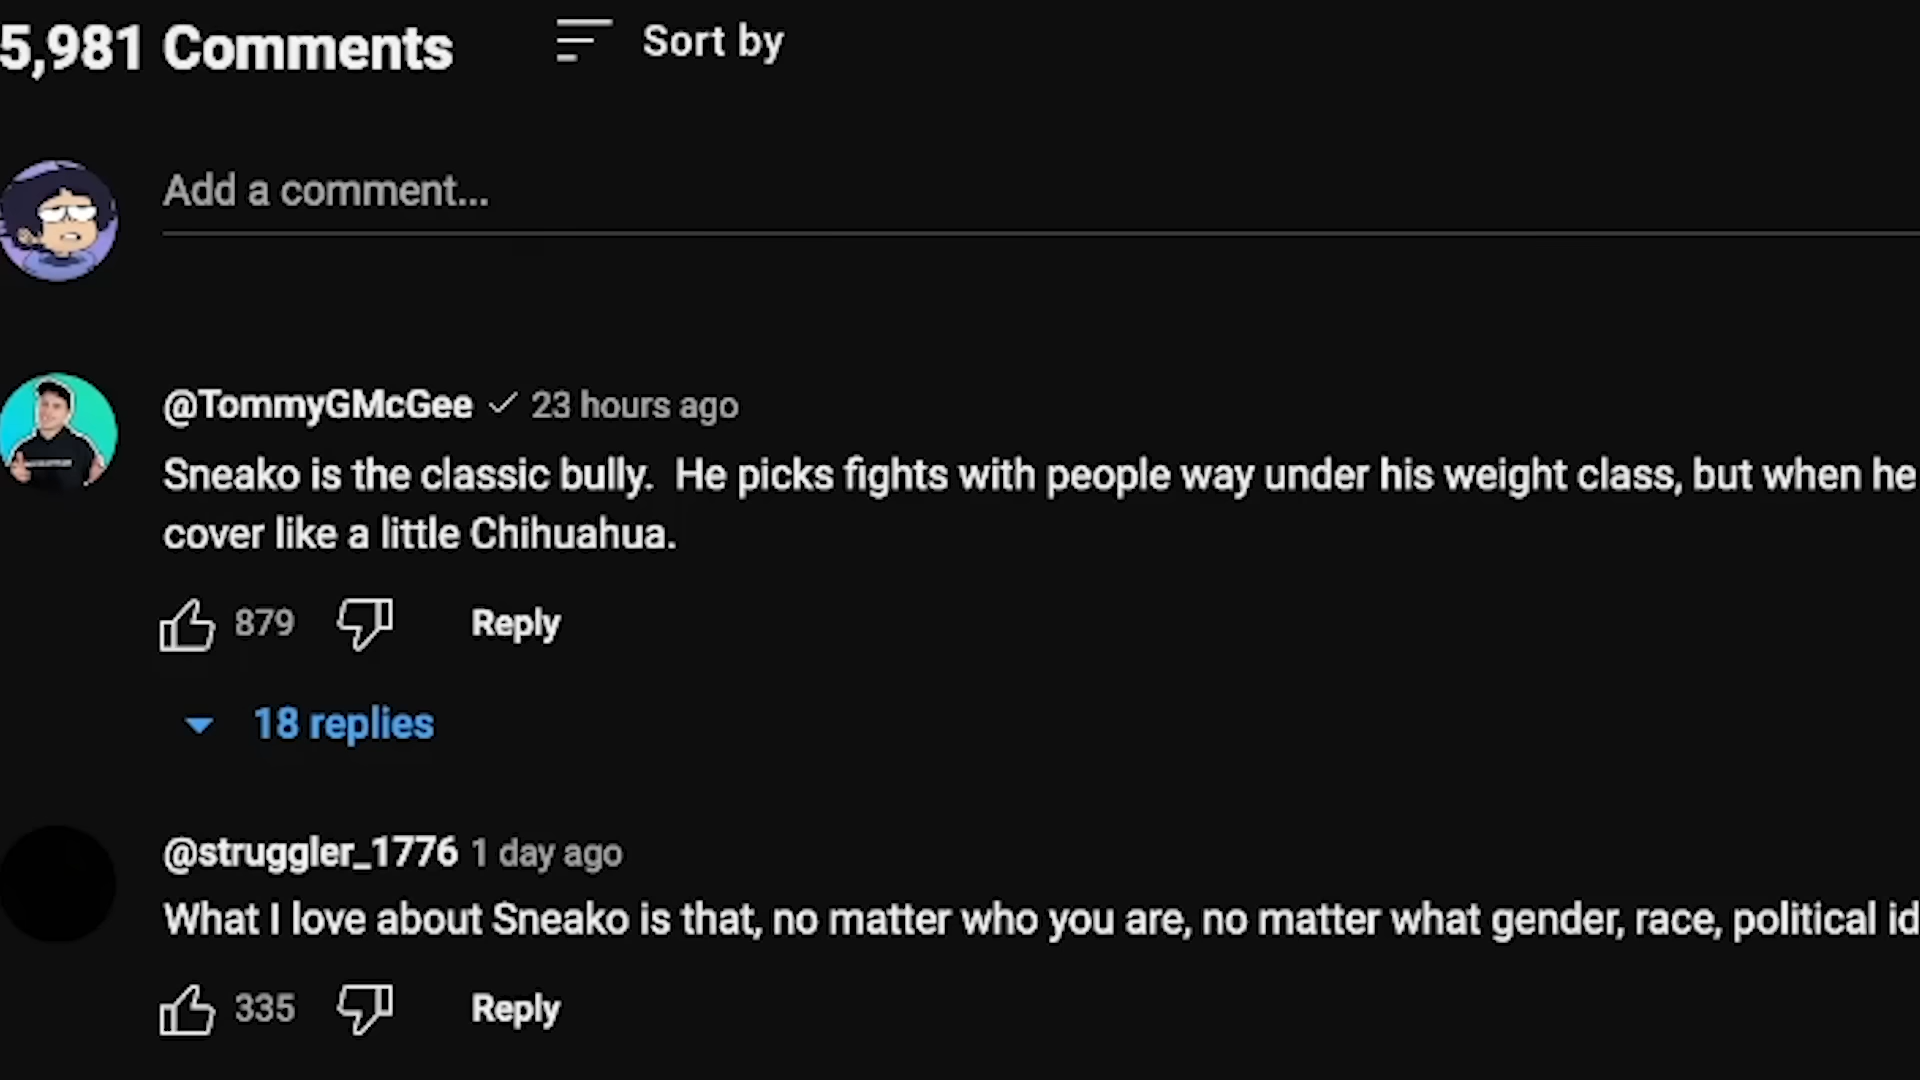 5,981 Comments
Sort by
Add a comment...
@TommyGMcGee 23 hours ago
Sneako is the classic bully.  He picks fights with people way under his weight class, but when he
cover like a little Chihuahua.
879
Reply
18 replies
@struggler_1776 1 day ago
What I love about Sneako is that, no matter who you are, no matter what gender, race, political id
335
Reply